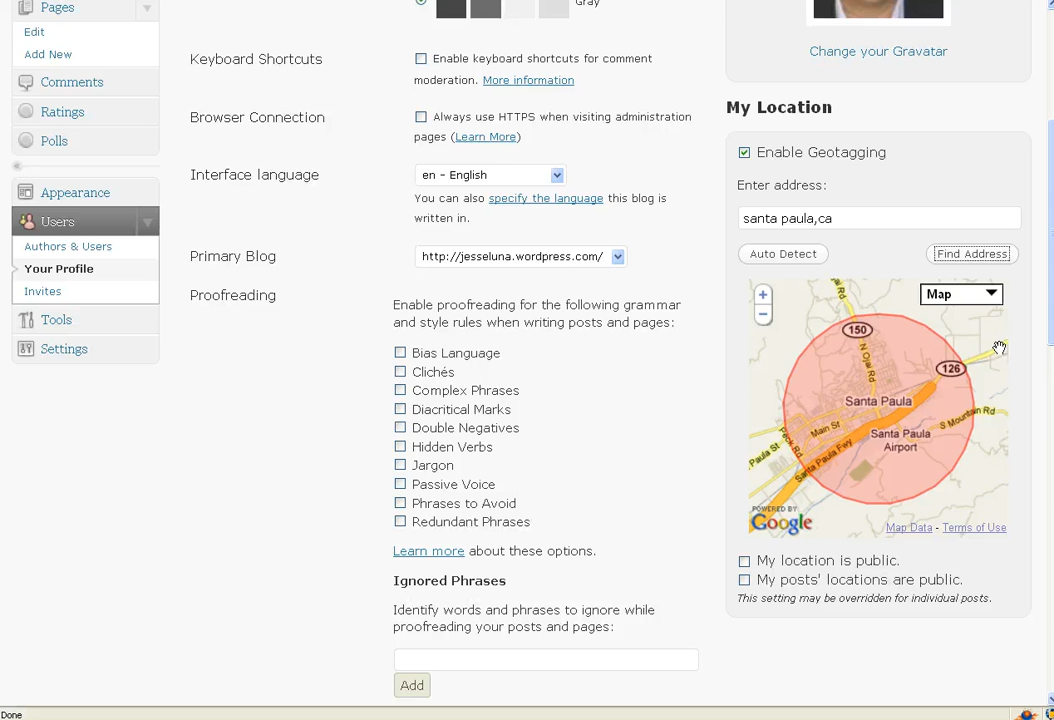 Pages
Edit
Add New
Comments
Ratings
Polls
Appearance
Users
Authors & Users
Your Profile
Invites
Tools
Settings
Gray
Keyboard Shortcuts
Enable keyboard shortcuts for comment
moderation. More information
Browser Connection
Always use HTTPS when visiting administration
pages (Learn More)
Interface language
en - English
You can also specify the language this blog is
written in.
Primary Blog
http://jesseluna.wordpress.com/
Proofreading
Enable proofreading for the following grammar
and style rules when writing posts and pages:
Bias Language
Clichés
Complex Phrases
Diacritical Marks
Double Negatives
Hidden Verbs
Jargon
Passive Voice
Phrases to Avoid
Redundant Phrases
Learn more about these options.
Ignored Phrases
Identify words and phrases to ignore while
proofreading your posts and pages:
Add
Change your Gravatar
My Location
Enable Geotagging
Enter address:
santa paula,ca
Auto Detect
Find Address
Map
150
N Ojai Rd
126
Santa Paula
S Mountain Rd
Main St
Santa Paula
Airport
Peck Rd
Paula St
Santa Paula Fwy
POWERED BY
Google
Map Data - Terms of Use
My location is public.
My posts' locations are public.
This setting may be overridden for individual posts.
Done